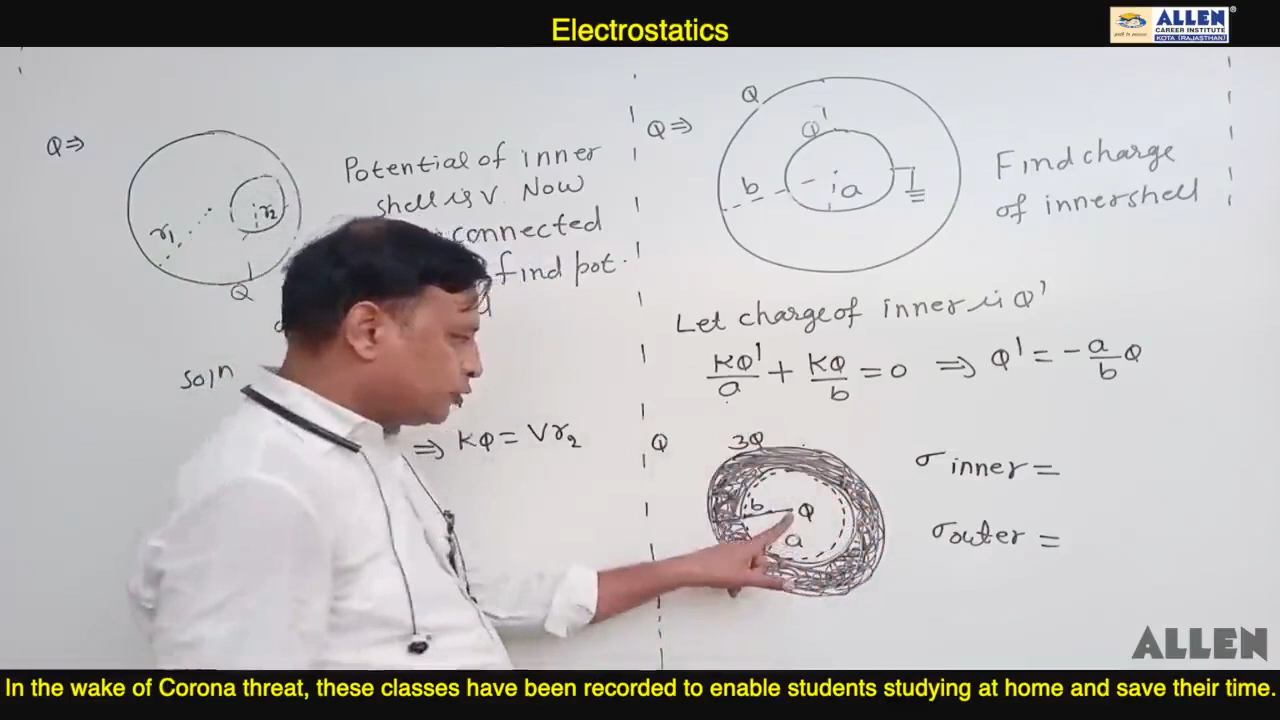 Electrostatics
ALLEN
CAREER INSTITUTE
KOTA (RAJASTHAN)
Q⇒
r₁
r₂
Q
Potential of inner
shell is V. Now
connected
find pot.
Soln
⇒ KQ = Vr₂
Q⇒
Q
Q'
b
a
Find charge
of inner shell
Let charge of inner is Q'
KQ'/a + KQ/b = 0 ⇒ Q' = -a/b Q
Q
3Q
b
Q
a
σ inner =
σ outer =
ALLEN
In the wake of Corona threat, these classes have been recorded to enable students studying at home and save their time.